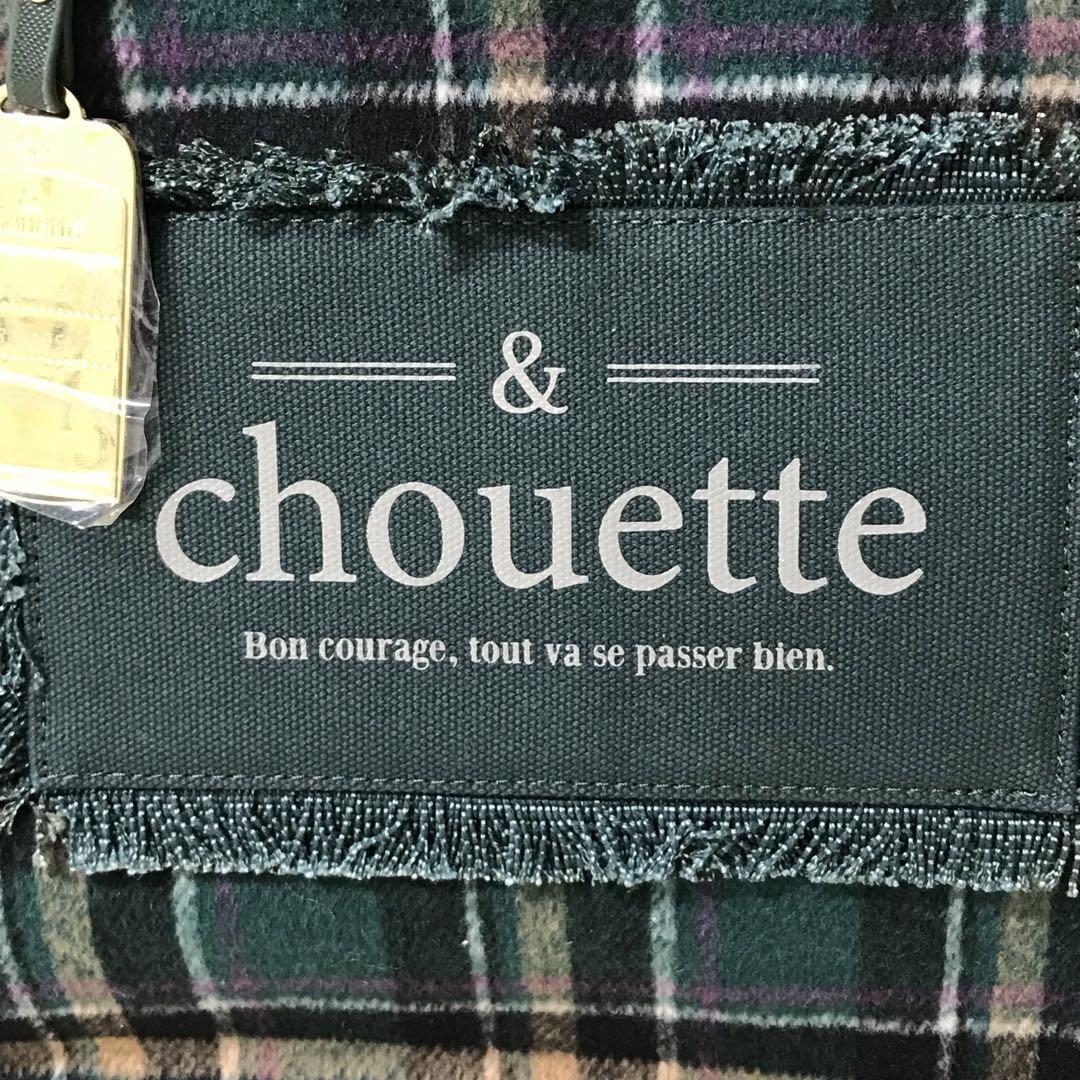 &
chouette
Bon courage, tout va se passer bien.